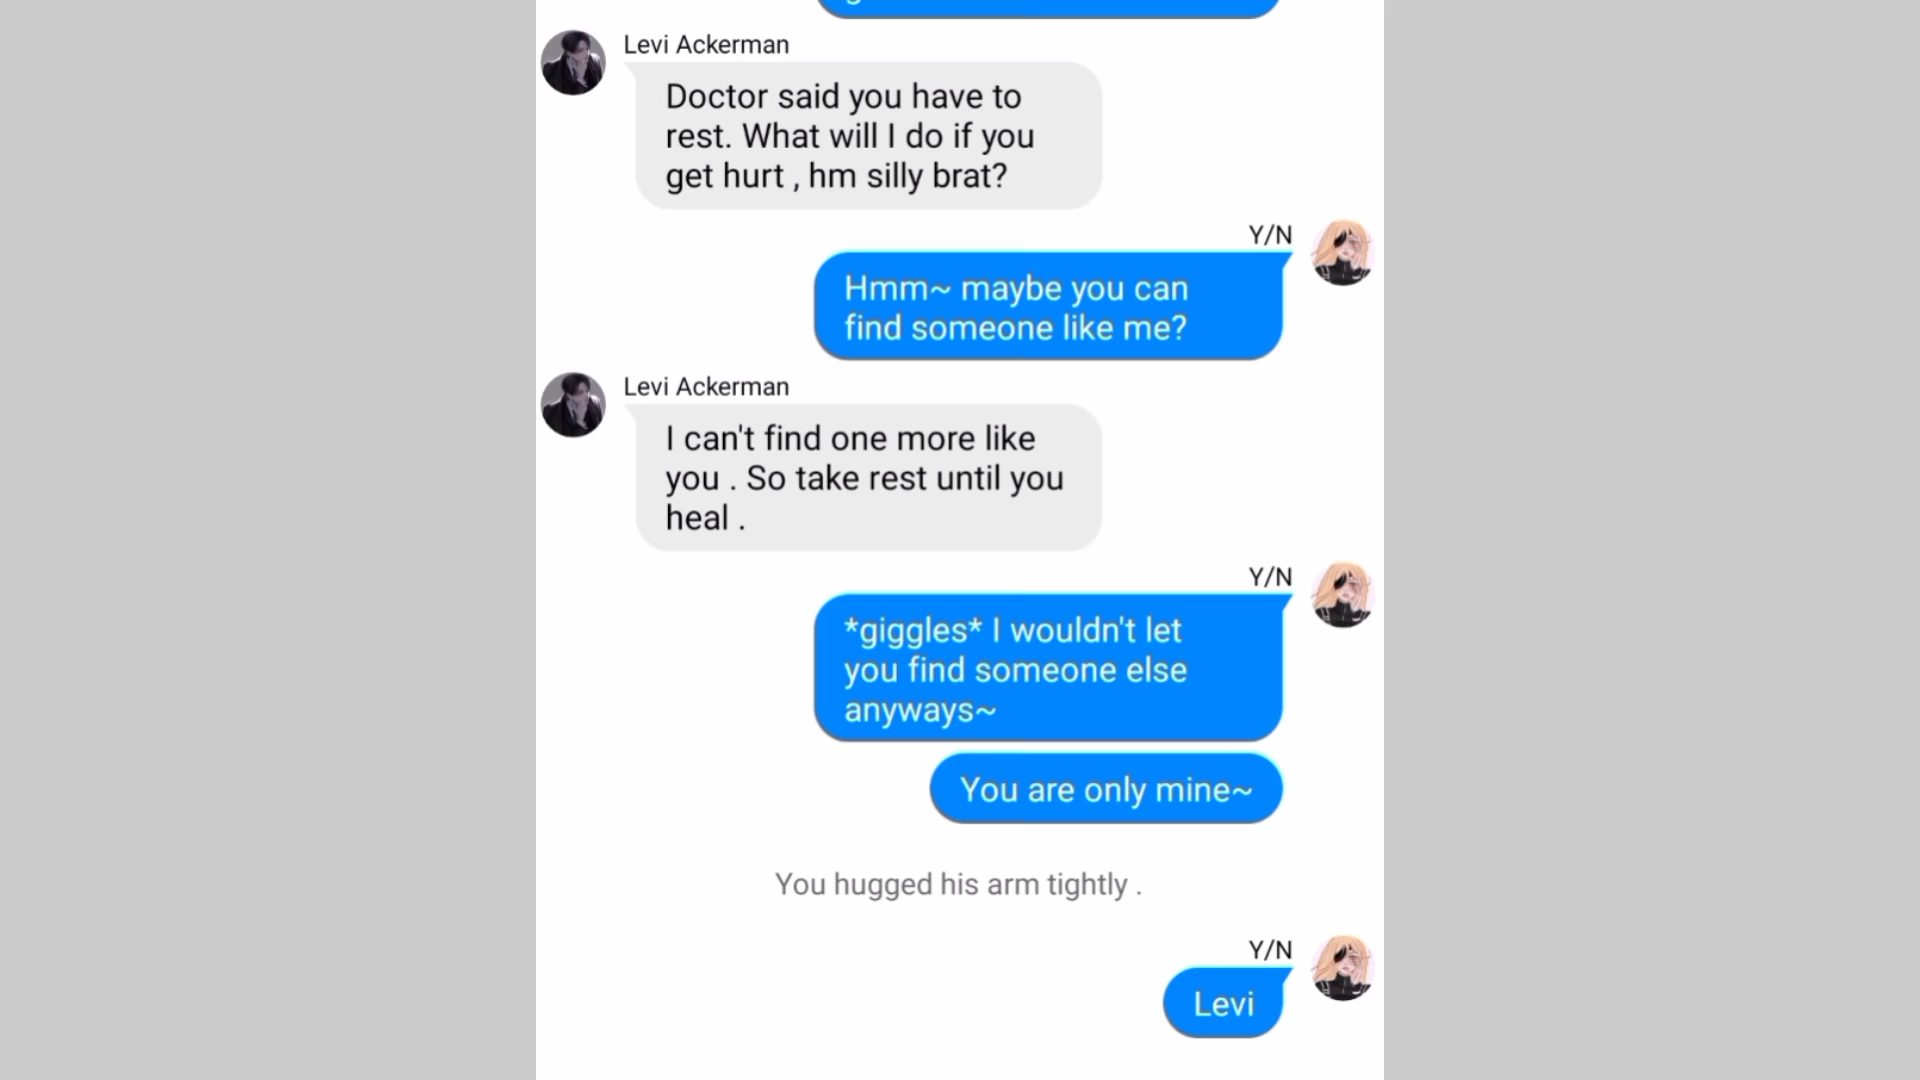 Levi Ackerman
Doctor said you have to
rest. What will I do if you
get hurt , hm silly brat?
Y/N
Hmm~ maybe you can
find someone like me?
Levi Ackerman
I can't find one more like
you . So take rest until you
heal .
Y/N
*giggles* I wouldn't let
you find someone else
anyways~
You are only mine~
You hugged his arm tightly .
Y/N
Levi